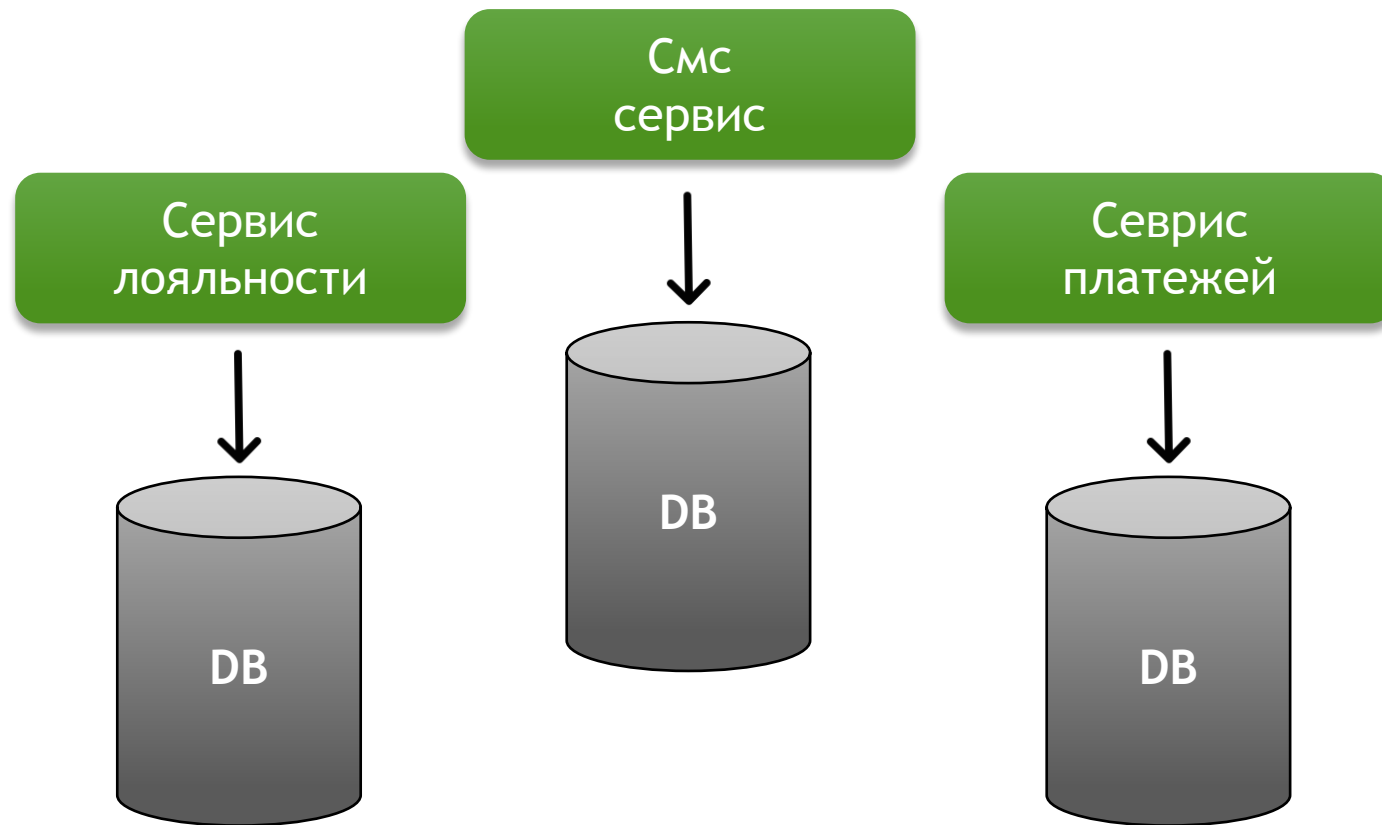 Смс
сервис
Сервис
лояльности
Севрис
платежей
DB
DB
DB